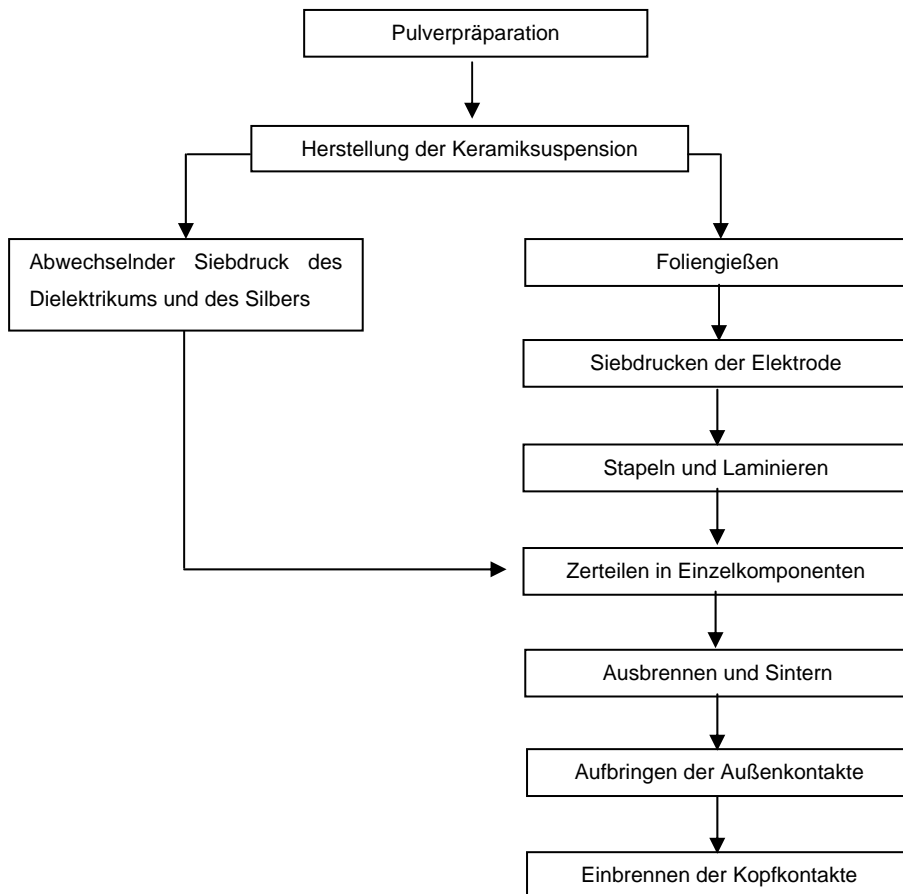 Pulverpräparation
Herstellung der Keramiksuspension
Abwechselnder Siebdruck des
Dielektrikums und des Silbers
Foliengießen
Siebdrucken der Elektrode
Stapeln und Laminieren
Zerteilen in Einzelkomponenten
Ausbrennen und Sintern
Aufbringen der Außenkontakte
Einbrennen der Kopfkontakte